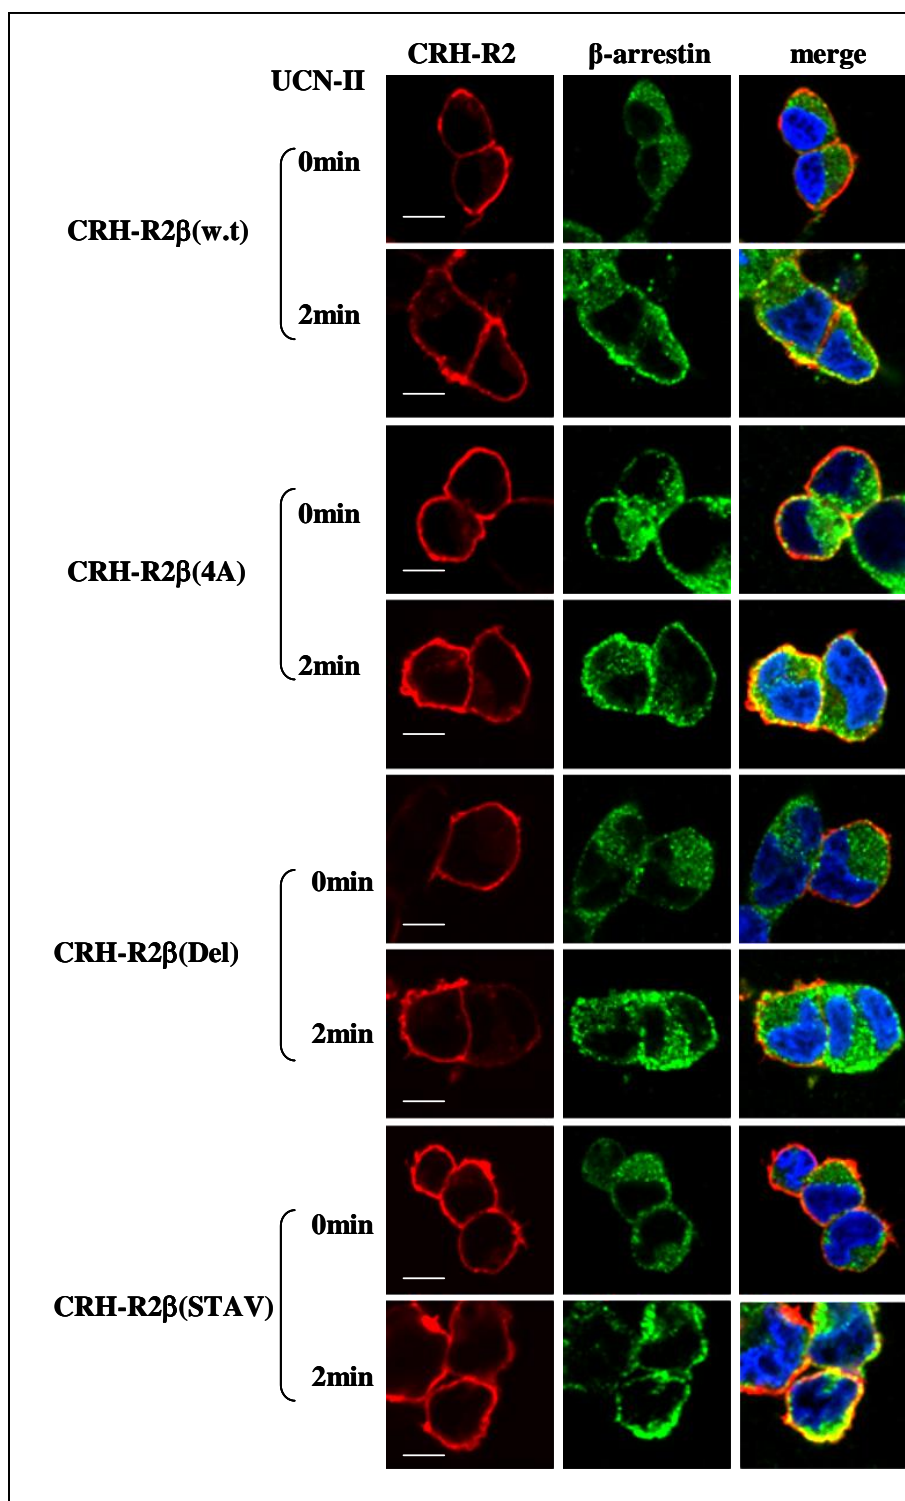 CRH-R2 β-arrestin merge
UCN-II
0min
CRH-R2β(w.t)
2min
0min
CRH-R2β(4A)
2min
0min
CRH-R2β(Del)
2min
0min
CRH-R2β(STAV)
2min